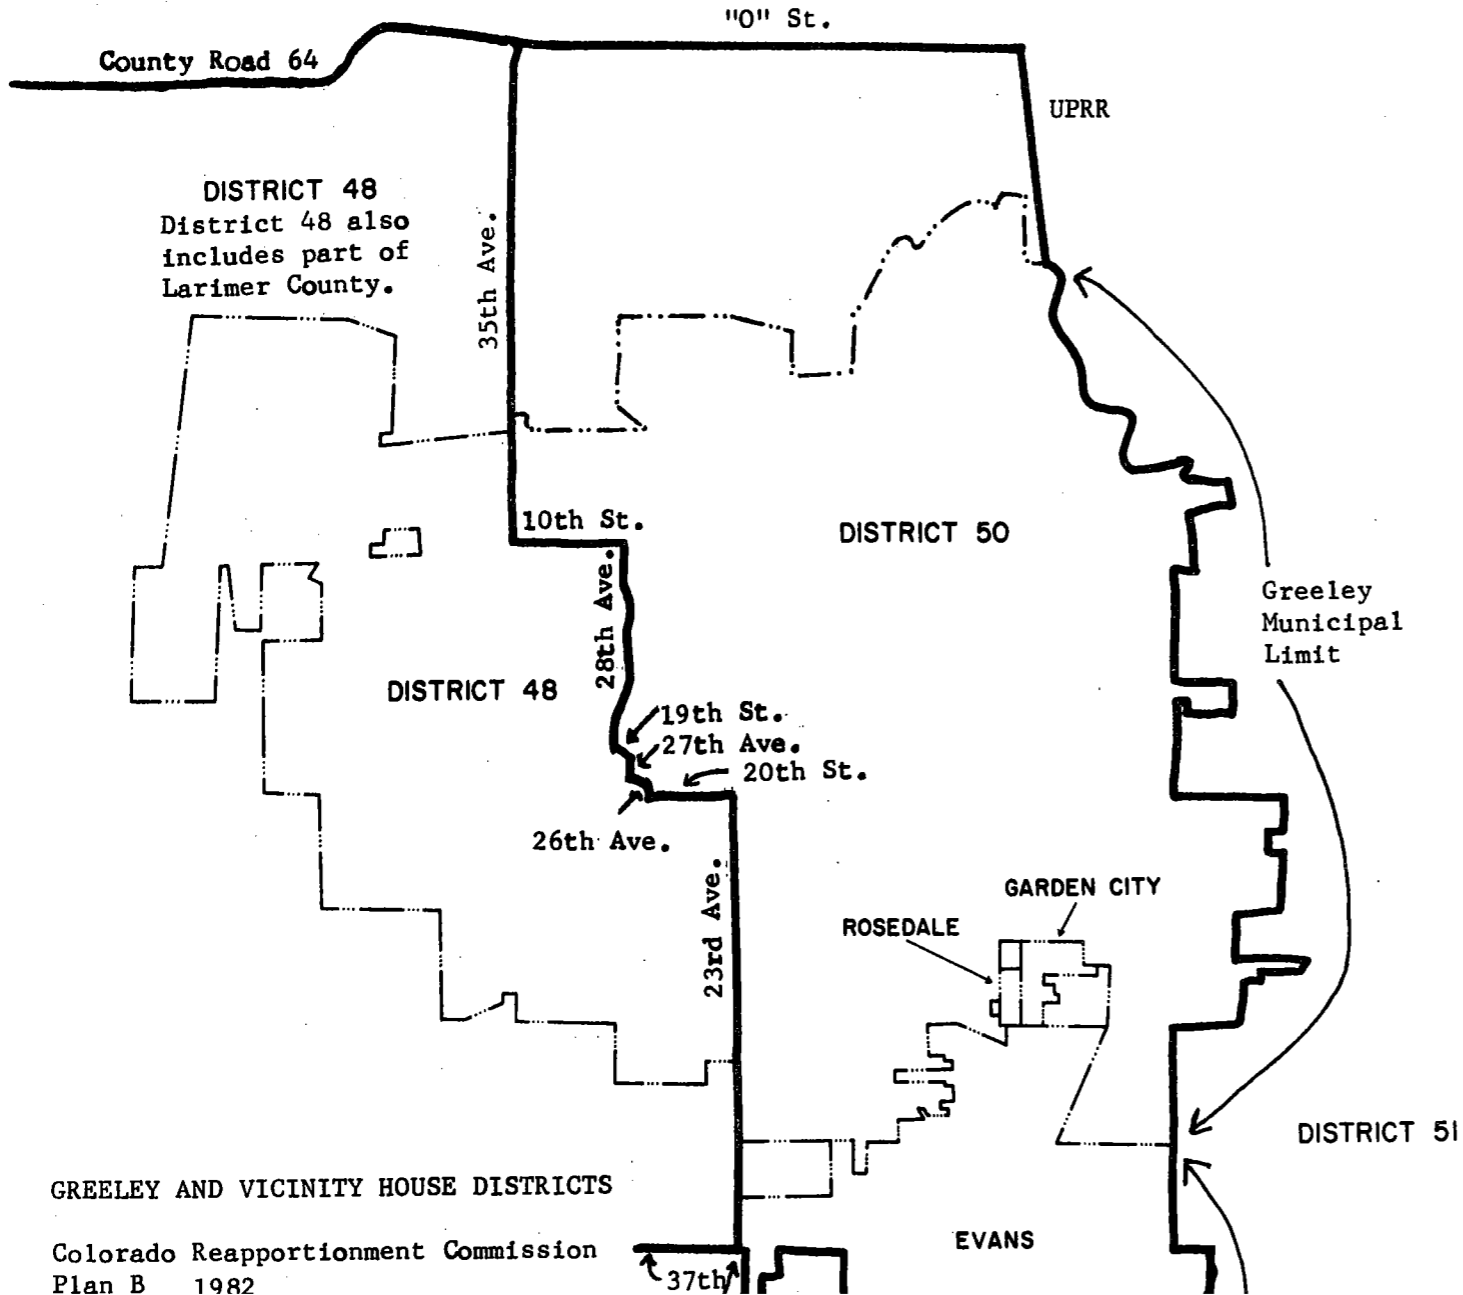 "O" St.
County Road 64
UPRR
DISTRICT 48
District 48 also
includes part of
Larimer County.
35th Ave.
10th St.
DISTRICT 50
28th Ave.
Greeley
Municipal
Limit
DISTRICT 48
19th St.
27th Ave.
20th St.
26th Ave.
23rd Ave.
GARDEN CITY
ROSEDALE
DISTRICT 51
GREELEY AND VICINITY HOUSE DISTRICTS
EVANS
Colorado Reapportionment Commission
37th
Plan B 1982